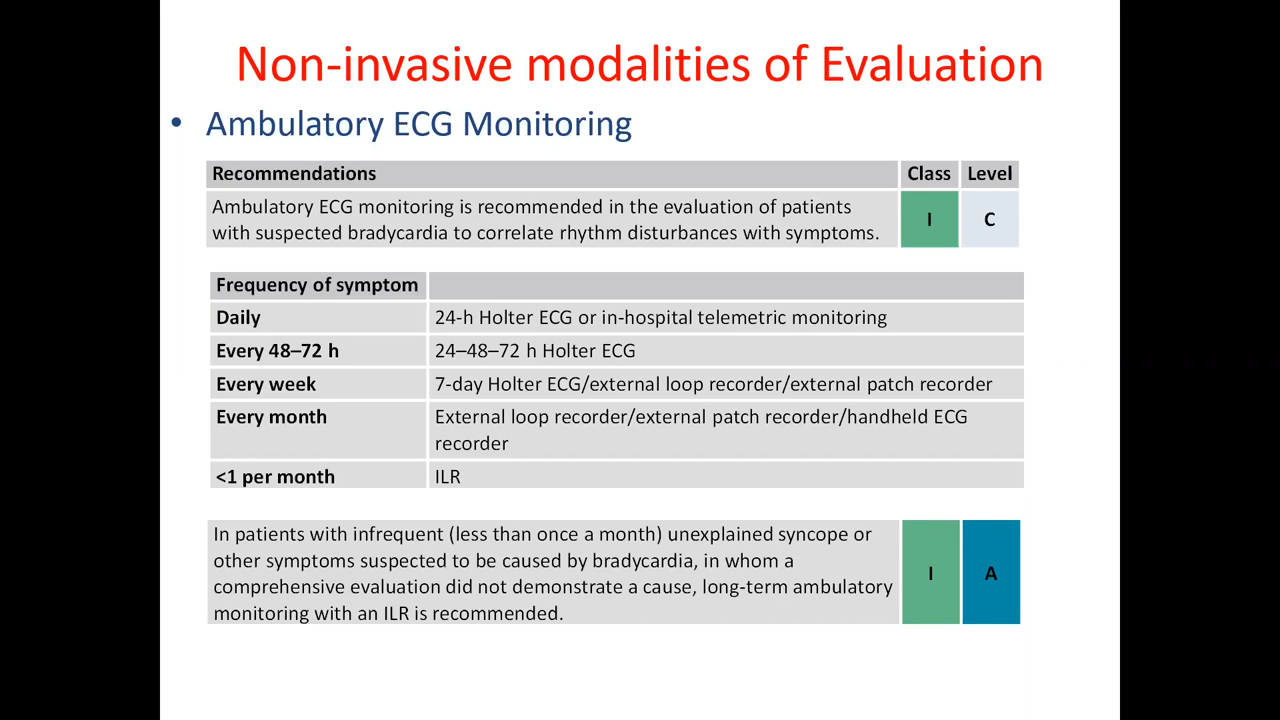 Non-invasive modalities of Evaluation
• Ambulatory ECG Monitoring
Recommendations Class Level
Ambulatory ECG monitoring is recommended in the evaluation of patients
with suspected bradycardia to correlate rhythm disturbances with symptoms. I C
Frequency of symptom
Daily 24-h Holter ECG or in-hospital telemetric monitoring
Every 48–72 h 24–48–72 h Holter ECG
Every week 7-day Holter ECG/external loop recorder/external patch recorder
Every month External loop recorder/external patch recorder/handheld ECG
recorder
<1 per month ILR
In patients with infrequent (less than once a month) unexplained syncope or
other symptoms suspected to be caused by bradycardia, in whom a
comprehensive evaluation did not demonstrate a cause, long-term ambulatory
monitoring with an ILR is recommended. I A